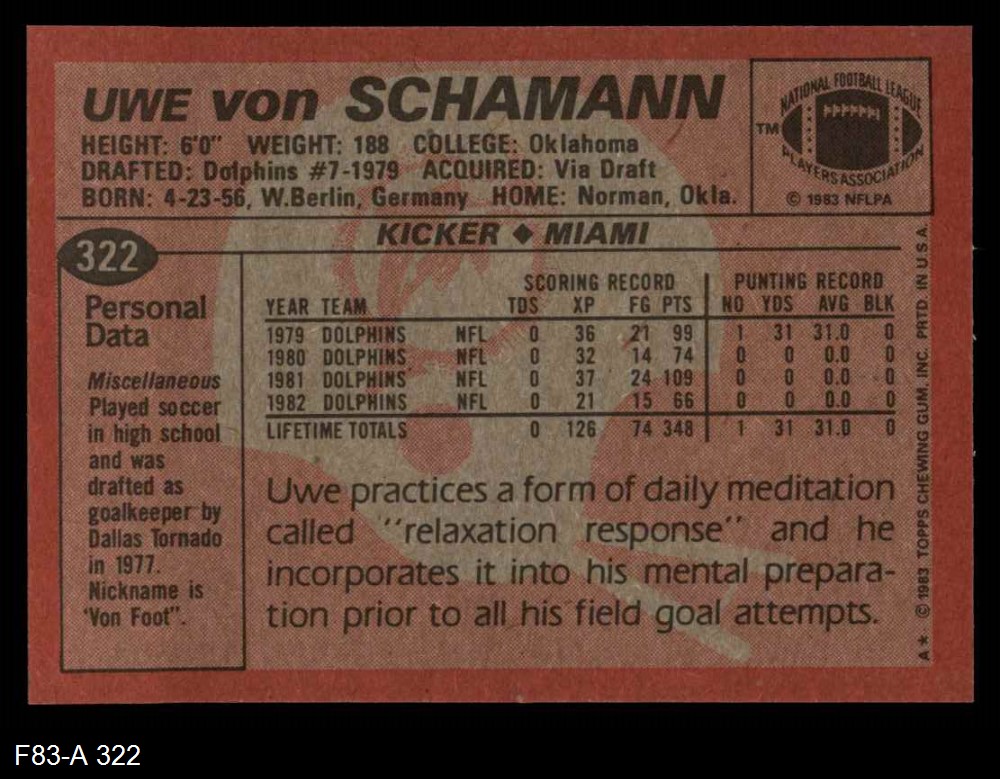 UWE von SCHAMANN
HEIGHT: 6'0" WEIGHT: 188 COLLEGE: Oklahoma
DRAFTED: Dolphins #7-1979 ACQUIRED: Via Draft
BORN: 4-23-56, W.Berlin, Germany HOME: Norman, Okla.
NATIONAL FOOTBALL LEAGUE
TM
PLAYERS ASSOCIATION
© 1983 NFLPA
KICKER ◆ MIAMI
322
Personal
Data
Miscellaneous
Played soccer
in high school
and was
drafted as
goalkeeper by
Dallas Tornado
in 1977.
Nickname is
'Von Foot".
SCORING RECORD PUNTING RECORD
YEAR TEAM TDS XP FG PTS NO YDS AVG BLK
1979 DOLPHINS NFL 0 36 21 99 1 31 31.0 0
1980 DOLPHINS NFL 0 32 14 74 0 0 0.0 0
1981 DOLPHINS NFL 0 37 24 109 0 0 0.0 0
1982 DOLPHINS NFL 0 21 15 66 0 0 0.0 0
LIFETIME TOTALS 0 126 74 348 1 31 31.0 0
Uwe practices a form of daily meditation
called "relaxation response" and he
incorporates it into his mental prepara-
tion prior to all his field goal attempts.
A* © 1983 TOPPS CHEWING GUM, INC. PRTD. IN U.S.A.
F83-A 322